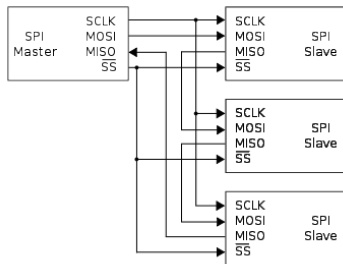 SCLK
SPI MOSI
Master MISO
SS
SCLK
MOSI SPI
MISO Slave
SS
SCLK
MOSI SPI
MISO Slave
SS
SCLK
MOSI SPI
MISO Slave
SS